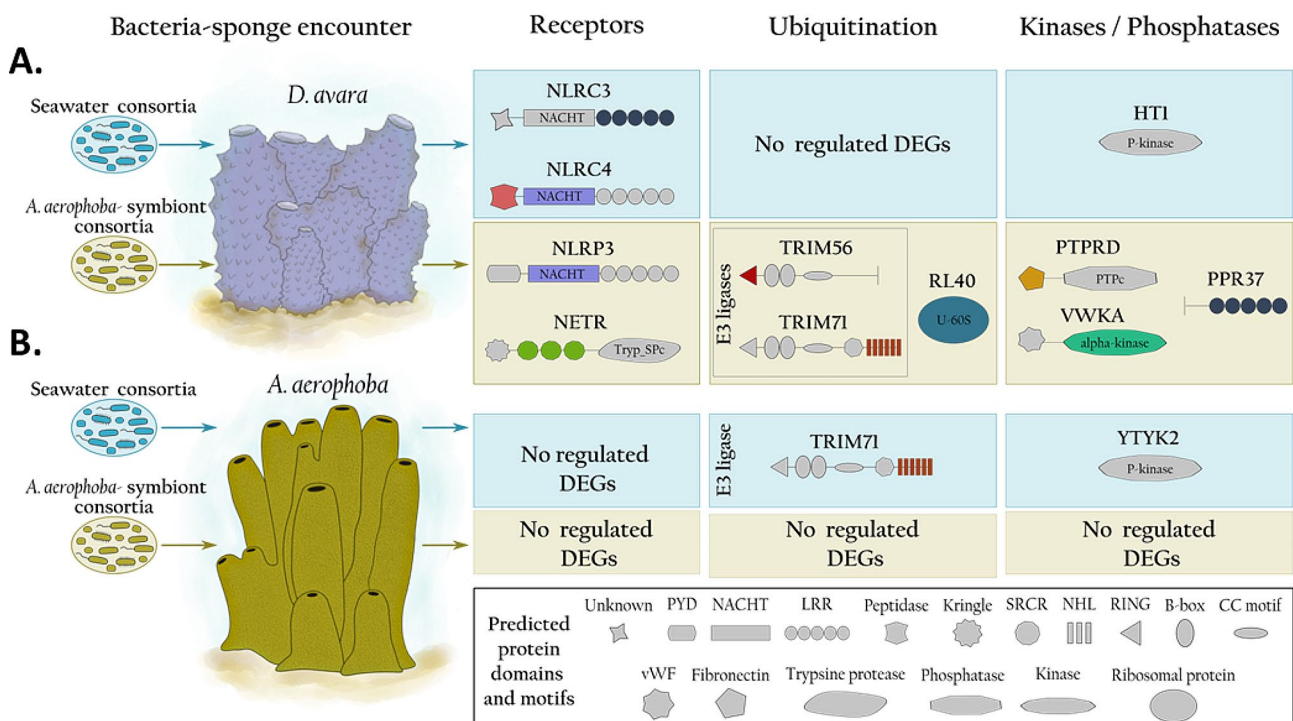 Bacteria-sponge encounter
Receptors
Ubiquitination
Kinases / Phosphatases
A.
Seawater consortia
D. avara
A. aerophoba- symbiont
consortia
NLRC3
NACHT
NLRC4
NACHT
No regulated DEGs
HT1
P-kinase
NLRP3
NACHT
NETR
Tryp_SPc
E3 ligases
TRIM56
TRIM71
RL40
U-60S
PTPRD
PTPc
PPR37
VWKA
alpha-kinase
B.
Seawater consortia
A. aerophoba
A. aerophoba- symbiont
consortia
No regulated
DEGs
E3 ligase
TRIM71
YTYK2
P-kinase
No regulated
DEGs
No regulated
DEGs
No regulated
DEGs
Predicted
protein
domains
and motifs
Unknown
PYD
NACHT
LRR
Peptidase
Kringle
SRCR
NHL
RING
B-box
CC motif
vWF
Fibronectin
Trypsine protease
Phosphatase
Kinase
Ribosomal protein